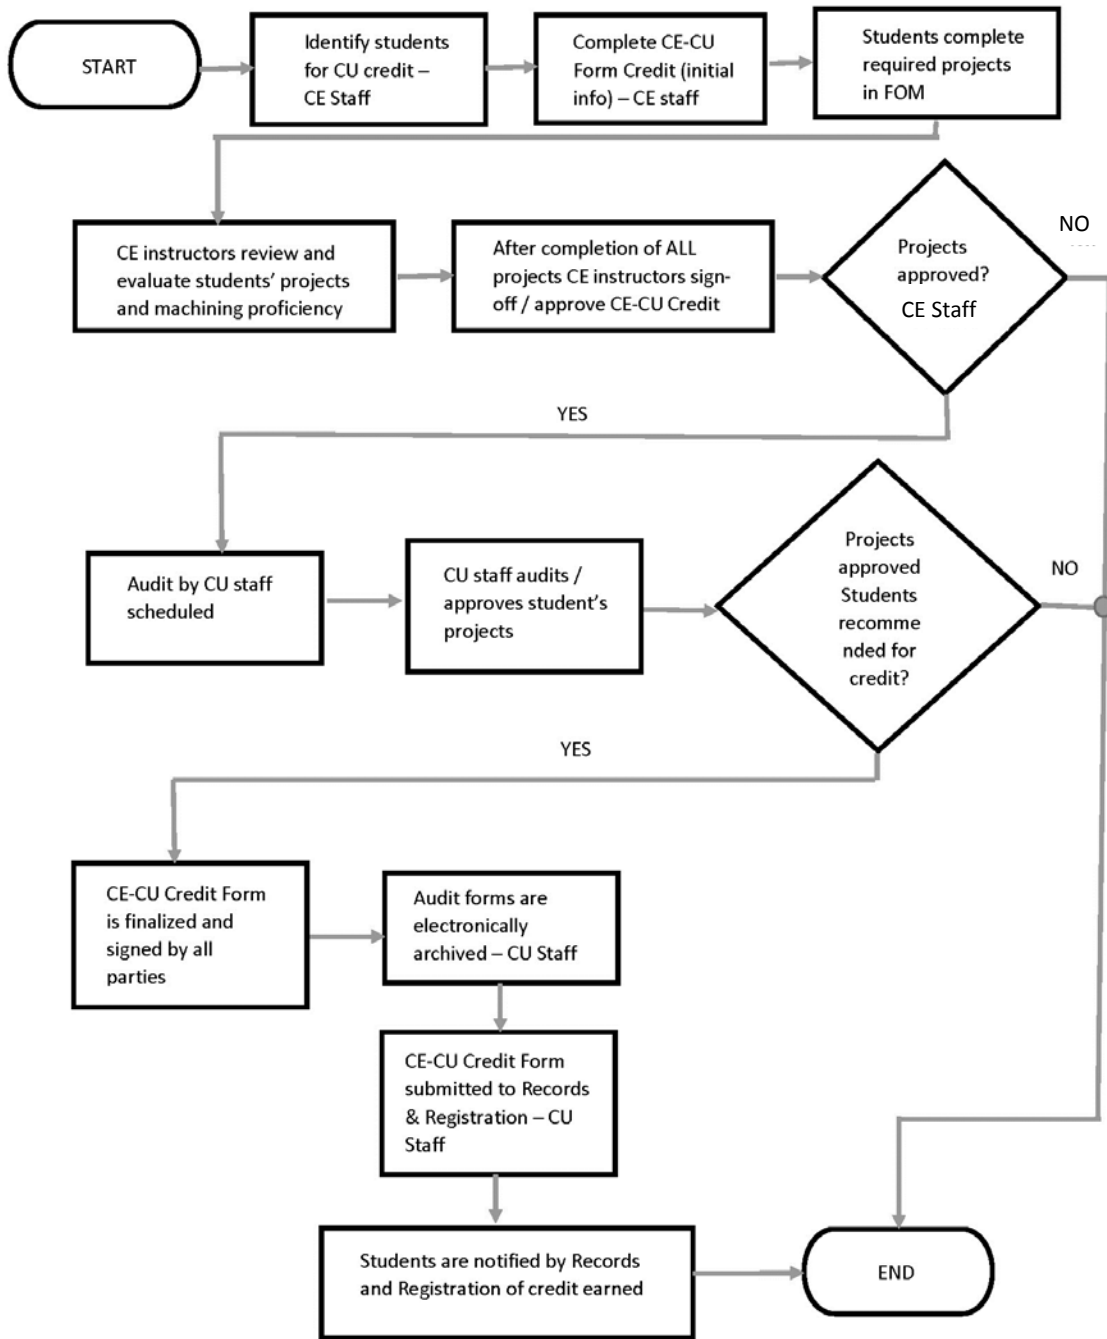 START
Identify students
for CU credit –
CE Staff
Complete CE-CU
Form Credit (initial
info) – CE staff
Students complete
required projects
in FOM
CE instructors review and
evaluate students’ projects
and machining proficiency
After completion of ALL
projects CE instructors sign-
off / approve CE-CU Credit
Projects
approved?
CE Staff
NO
YES
Audit by CU staff
scheduled
CU staff audits /
approves student’s
projects
Projects
approved
Students
recomme
nded for
credit?
NO
YES
CE-CU Credit Form
is finalized and
signed by all
parties
Audit forms are
electronically
archived – CU Staff
CE-CU Credit Form
submitted to Records
& Registration – CU
Staff
Students are notified by Records
and Registration of credit earned
END